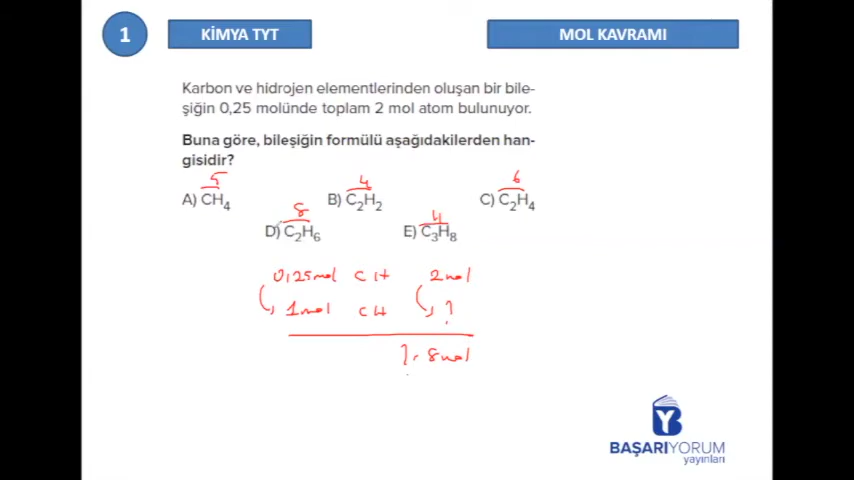 1
KİMYA TYT
MOL KAVRAMI
Karbon ve hidrojen elementlerinden oluşan bir bile-
şiğin 0,25 molünde toplam 2 mol atom bulunuyor.
Buna göre, bileşiğin formülü aşağıdakilerden han-
gisidir?
5 4 6
A) CH₄ B) C₂H₂ C) C₂H₄
8 4
D) C₂H₆ E) C₃H₈
0,25mol CH 2mol
1mol CH ?
?= 8mol
BAŞARIYORUM
yayınları